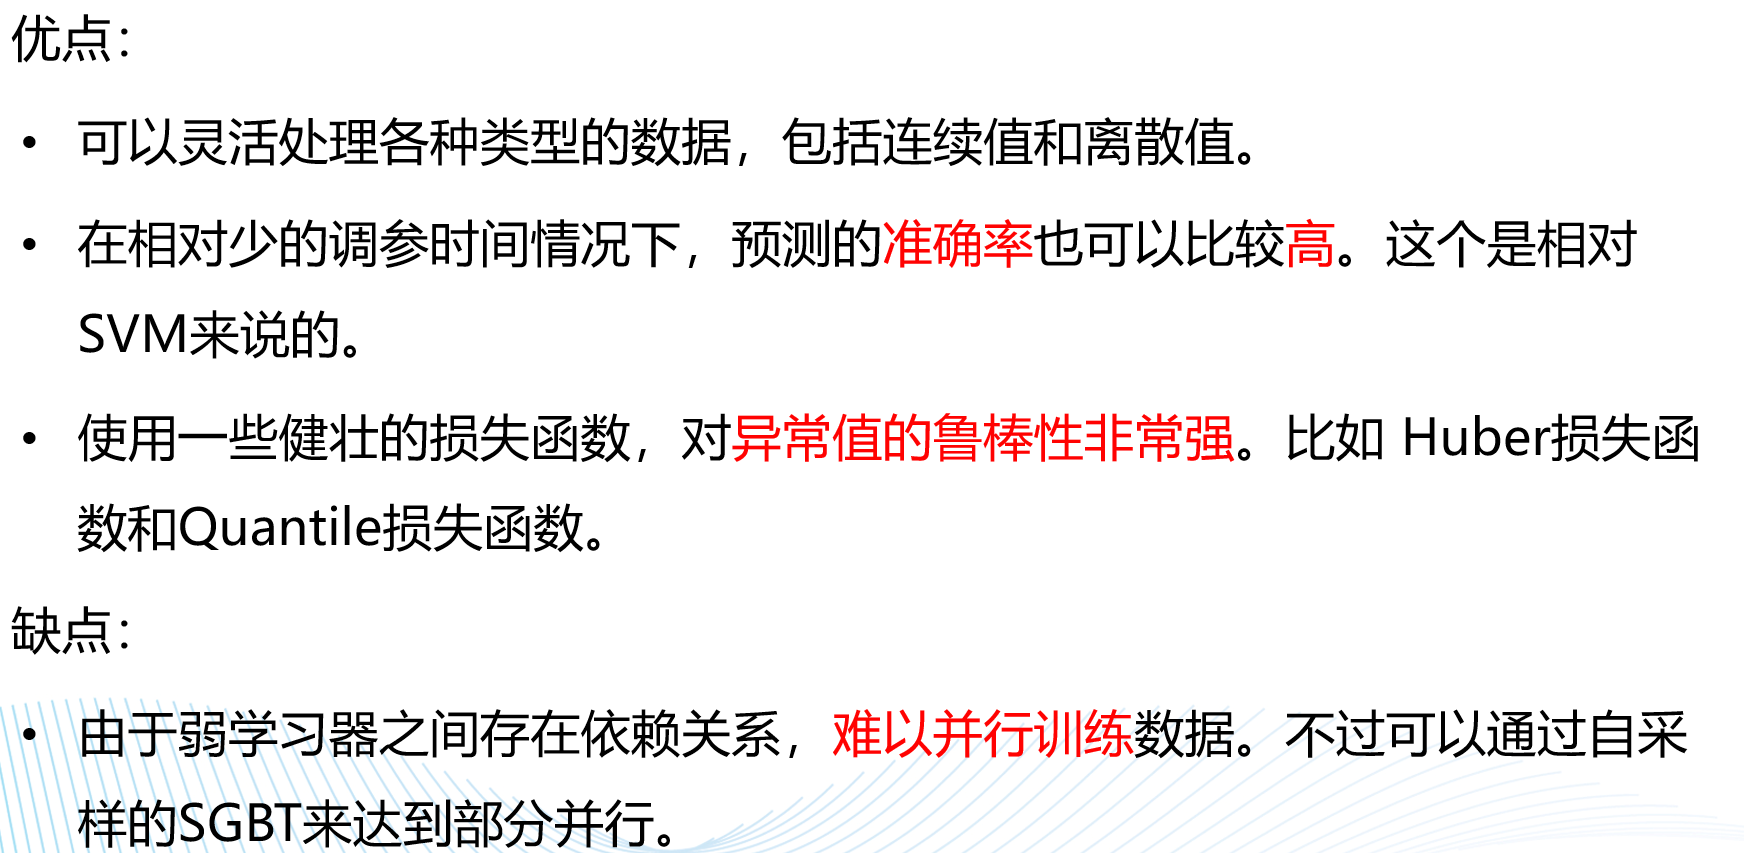 优点：
• 可以灵活处理各种类型的数据，包括连续值和离散值。
• 在相对少的调参时间情况下，预测的准确率也可以比较高。这个是相对
SVM来说的。
• 使用一些健壮的损失函数，对异常值的鲁棒性非常强。比如 Huber损失函
数和Quantile损失函数。
缺点：
• 由于弱学习器之间存在依赖关系，难以并行训练数据。不过可以通过自采
样的SGBT来达到部分并行。